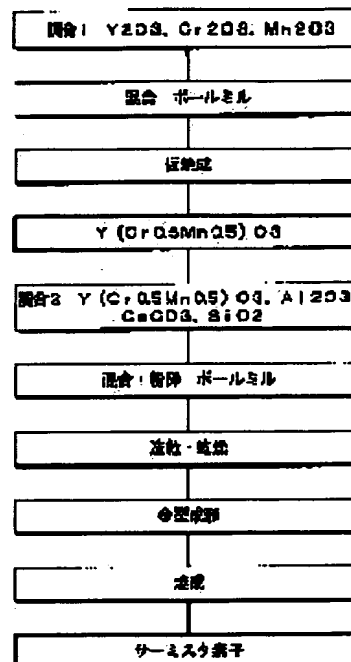 調合1 Y2O3、Cr2O3、Mn2O3
混合 ボールミル
仮焼成
Y(Cr0.5Mn0.5)O3
調合2 Y(Cr0.5Mn0.5)O3、Al2O3
CaCO3、SiO2
混合・粉砕 ボールミル
造粒・乾燥
金型成形
焼成
サーミスタ素子